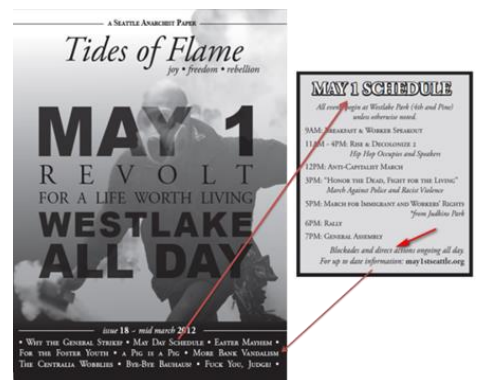 a Seattle Anarchist Paper
Tides of Flame
joy • freedom • rebellion
MAY 1
REVOLT
FOR A LIFE WORTH LIVING
WESTLAKE
ALL DAY
issue 18 – mid march 2012
• Why the General Strike? • May Day Schedule • Easter Mayhem •
For the Foster Youth • a Pig is a Pig • More Bank Vandalism
The Centralia Wobblies • Bye-Bye Bauhaus! • Fuck You, Judge! •
MAY 1 SCHEDULE
All events begin at Westlake Park (4th and Pine)
unless otherwise noted.
9AM: Breakfast & Worker Speakout
11AM - 4PM: Rise & Decolonize 2
Hip Hop Occupies and Speakers
12PM: Anti-Capitalist March
3PM: "Honor the Dead, Fight for the Living"
March Against Police and Racist Violence
5PM: March for Immigrant and Workers' Rights
*from Judkins Park
6PM: Rally
7PM: General Assembly
Blockades and direct actions ongoing all day.
For up to date information: may1stseattle.org